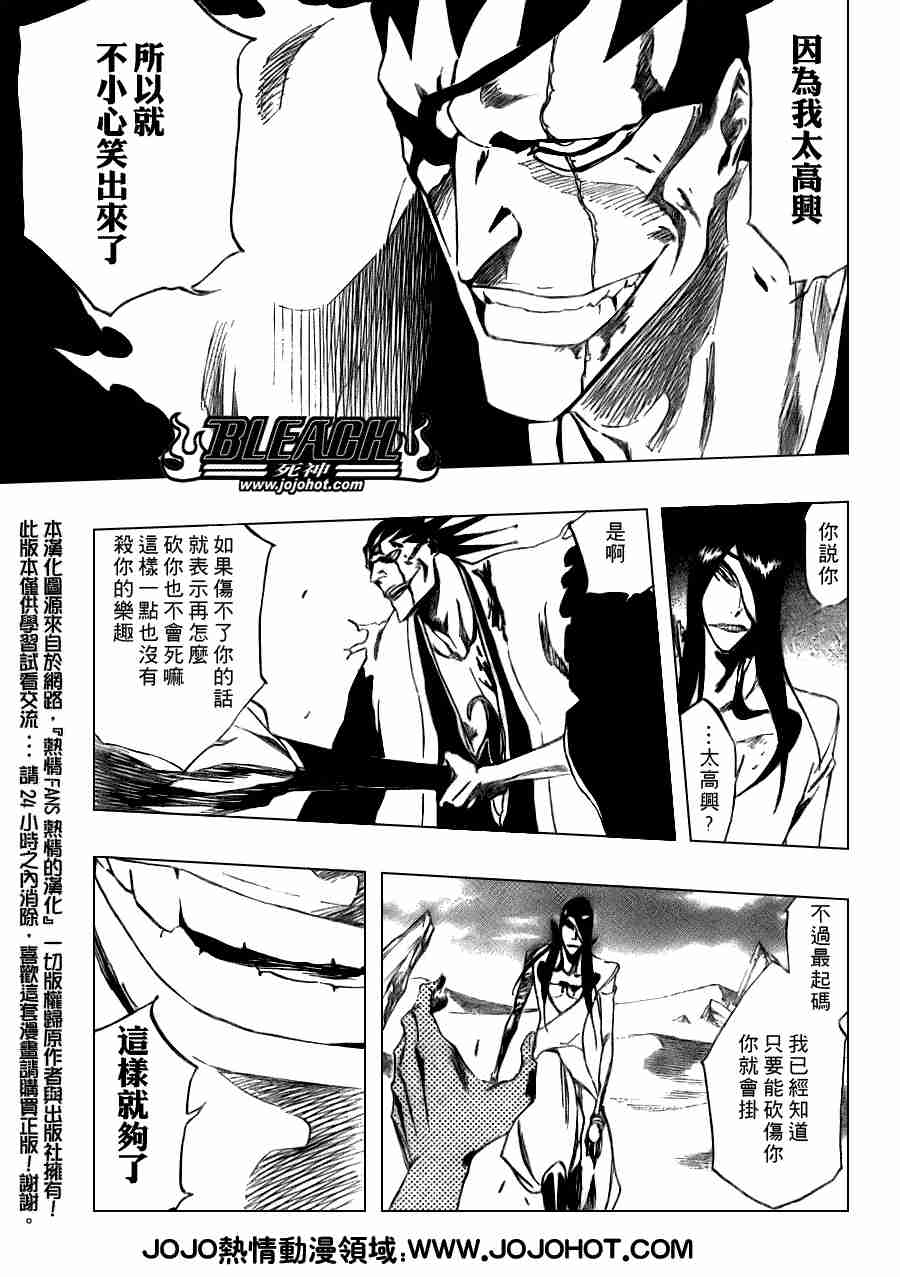 因為我太高興
所以就
不小心笑出來了
BLEACH
死神
www.jojohot.com
你說你
…太高興?
是啊
如果傷不了你的話
就表示再怎麼
砍你也不會死嘛
這樣一點也沒有
殺你的樂趣
不過最起碼
我已經知道
只要能砍傷你
你就會掛
這樣就夠了
本漢化圖源來自於網路,『熱情FANS熱情的漢化』一切版權歸原作者與出版社擁有!
此版本僅供學習試看交流…請24小時之內消除,喜歡這套漫畫請購買正版!謝謝。
JOJO熱情動漫領域:WWW.JOJOHOT.COM